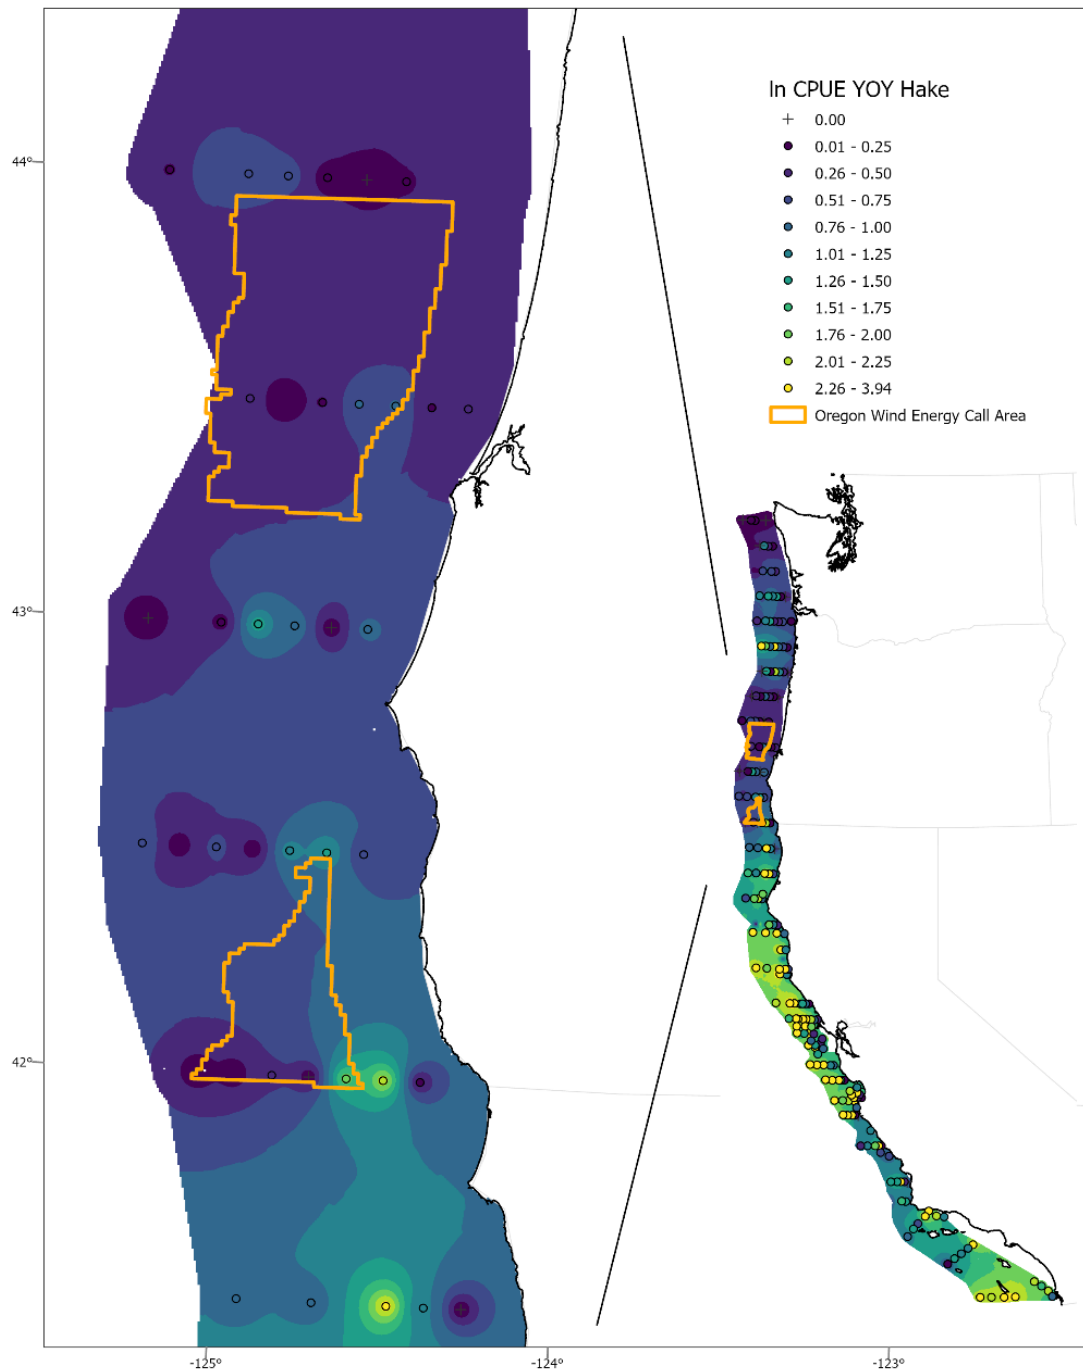 ln CPUE YOY Hake
0.00
0.01 - 0.25
0.26 - 0.50
0.51 - 0.75
0.76 - 1.00
1.01 - 1.25
1.26 - 1.50
1.51 - 1.75
1.76 - 2.00
2.01 - 2.25
2.26 - 3.94
Oregon Wind Energy Call Area
44°
43°
42°
-125°
-124°
-123°